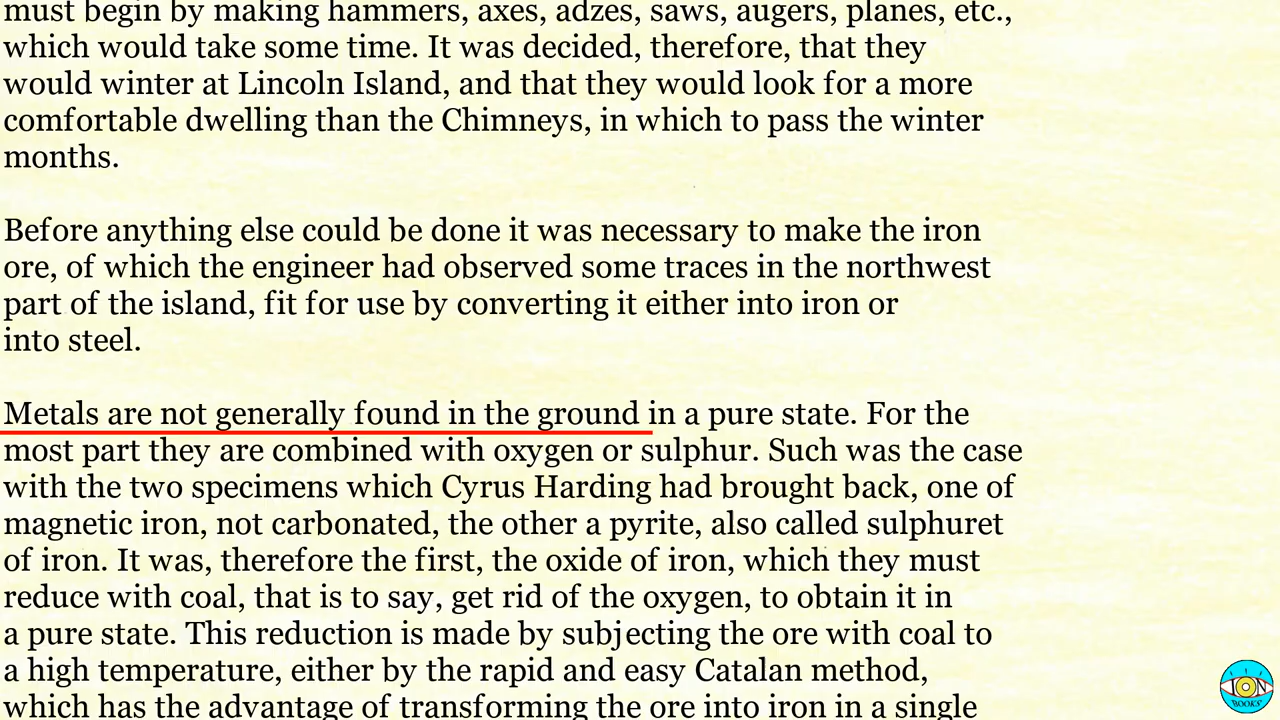 must begin by making hammers, axes, adzes, saws, augers, planes, etc.,
which would take some time. It was decided, therefore, that they
would winter at Lincoln Island, and that they would look for a more
comfortable dwelling than the Chimneys, in which to pass the winter
months.
Before anything else could be done it was necessary to make the iron
ore, of which the engineer had observed some traces in the northwest
part of the island, fit for use by converting it either into iron or
into steel.
Metals are not generally found in the ground in a pure state. For the
most part they are combined with oxygen or sulphur. Such was the case
with the two specimens which Cyrus Harding had brought back, one of
magnetic iron, not carbonated, the other a pyrite, also called sulphuret
of iron. It was, therefore the first, the oxide of iron, which they must
reduce with coal, that is to say, get rid of the oxygen, to obtain it in
a pure state. This reduction is made by subjecting the ore with coal to
a high temperature, either by the rapid and easy Catalan method,
which has the advantage of transforming the ore into iron in a single
ION
BOOKS